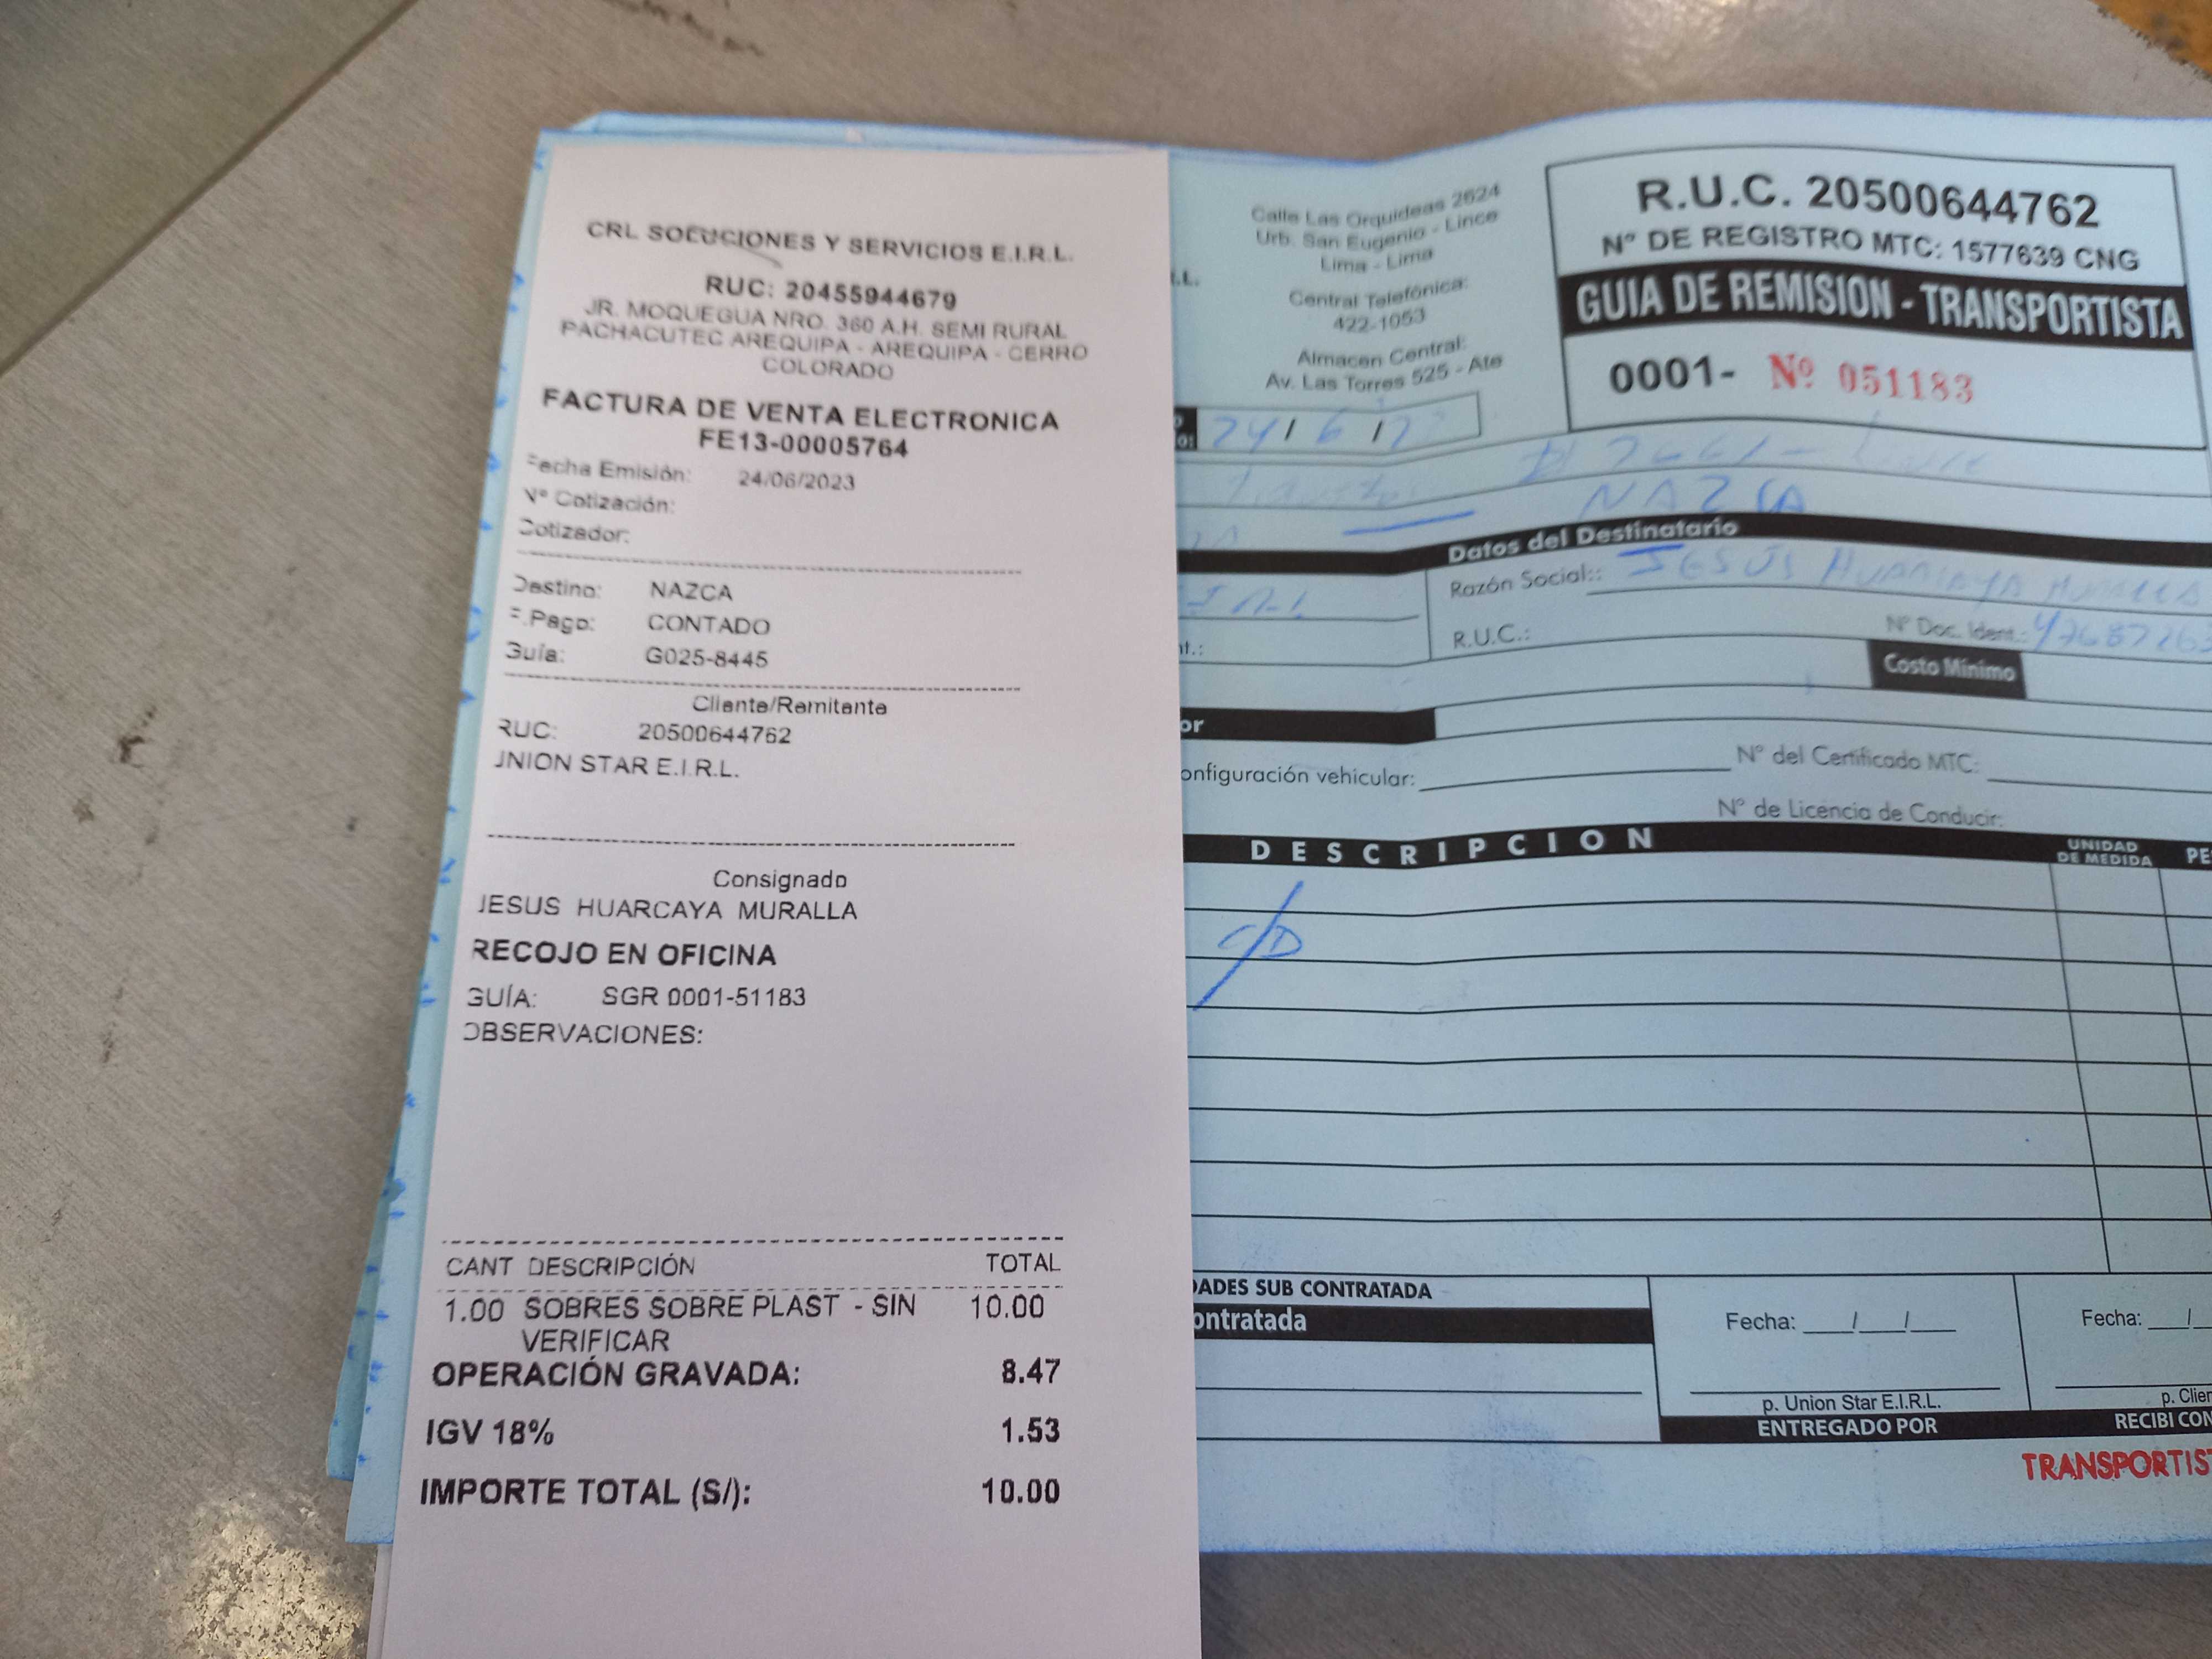 CRL SOLUCIONES Y SERVICIOS E.I.R.L.
RUC: 20455944679
JR. MOQUEGUA NRO. 360 A.H. SEMI RURAL
PACHACUTEC AREQUIPA - AREQUIPA - CERRO
COLORADO
FACTURA DE VENTA ELECTRONICA
FE13-00005764
Fecha Emisión: 24/06/2023
Nº Cotización:
Cotizador:
Destino: NAZCA
F.Pago: CONTADO
Guía: G025-8445
Cliente/Remitente
RUC: 20500644762
UNION STAR E.I.R.L.
Consignado
JESUS HUARCAYA MURALLA
RECOJO EN OFICINA
GUÍA: SGR 0001-51183
OBSERVACIONES:
CANT DESCRIPCIÓN TOTAL
1.00 SOBRES SOBRE PLAST - SIN 10.00
VERIFICAR
OPERACIÓN GRAVADA: 8.47
IGV 18% 1.53
IMPORTE TOTAL (S/): 10.00
Calle Las Orquideas 2624
Urb. San Eugenio - Lince
Lima - Lima
Central Telefónica:
422-1053
Almacen Central:
Av. Las Torres 525 - Ate
R.U.C. 20500644762
Nº DE REGISTRO MTC: 1577639 CNG
GUIA DE REMISION - TRANSPORTISTA
0001- Nº 051183
24/6/
NAZCA
Datos del Destinatario
Razón Social:: JESUS HUARCAYA
R.U.C.:
Nº Doc. Ident.:
Costo Mínimo
or
onfiguración vehicular:
Nº del Certificado MTC:
Nº de Licencia de Conducir:
DESCRIPCION
UNIDAD
DE MEDIDA
PE
C/D
DADES SUB CONTRATADA
ontratada
Fecha: / /
p. Union Star E.I.R.L.
ENTREGADO POR
Fecha: /
p. Clien
RECIBI CON
TRANSPORTIST